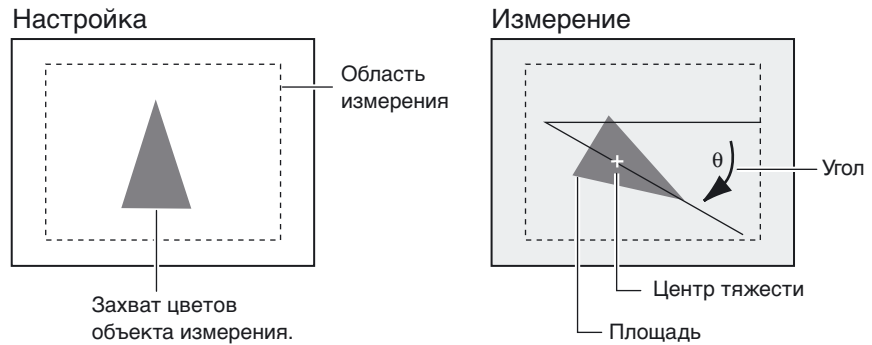 Настройка
Область
измерения
Захват цветов
объекта измерения.
Измерение
θ
Угол
Центр тяжести
Площадь